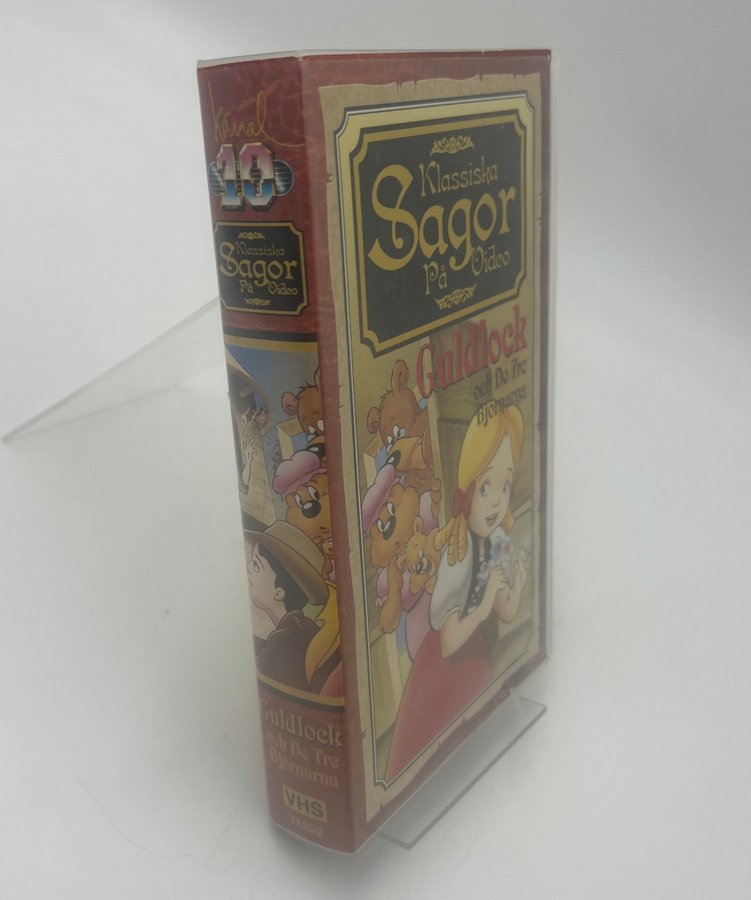 kanal
10
Klassiska
Sagor
På Video
Guldlock
och De Tre
Björnarna
VHS
11292
Klassiska
Sagor
På Video
Guldlock
och De Tre
Björnarna